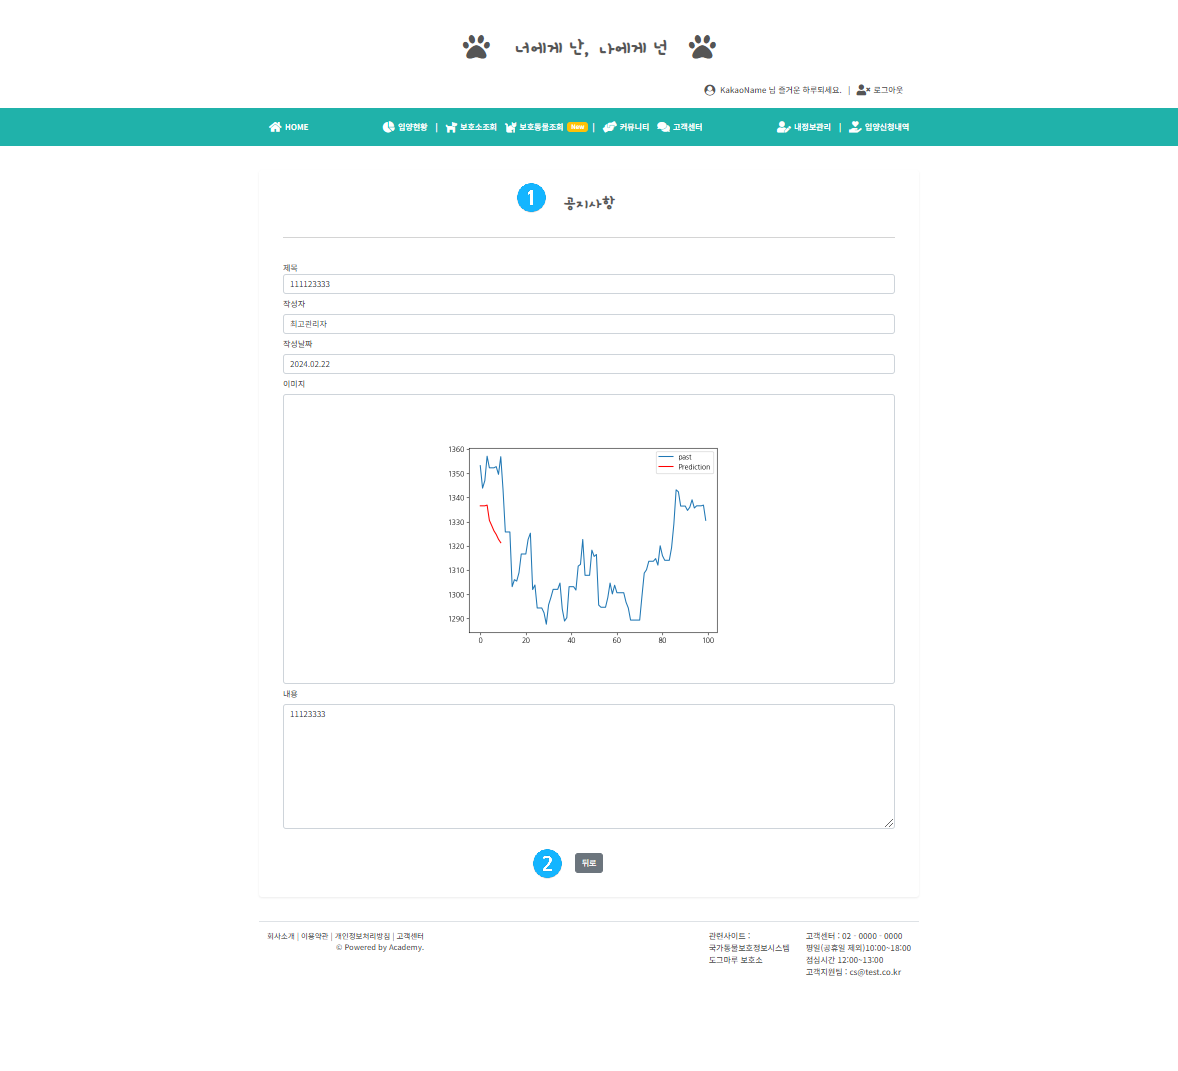 너에게 난, 나에게 넌
KakaoName 님 즐거운 하루되세요. | 로그아웃
HOME 입양현황 | 보호소조회 보호동물조회 New | 커뮤니티 고객센터 내정보관리 | 입양신청내역
1 공지사항
제목
111123333
작성자
최고관리자
작성날짜
2024.02.22
이미지
1360
1350
1340
1330
1320
1310
1300
1290
past
Prediction
0 20 40 60 80 100
내용
11123333
2 뒤로
회사소개 | 이용약관 | 개인정보처리방침 | 고객센터
© Powered by Academy.
관련사이트 :
국가동물보호정보시스템
도그마루 보호소
고객센터 : 02 - 0000 - 0000
평일(공휴일 제외)10:00~18:00
점심시간 12:00~13:00
고객지원팀 : cs@test.co.kr